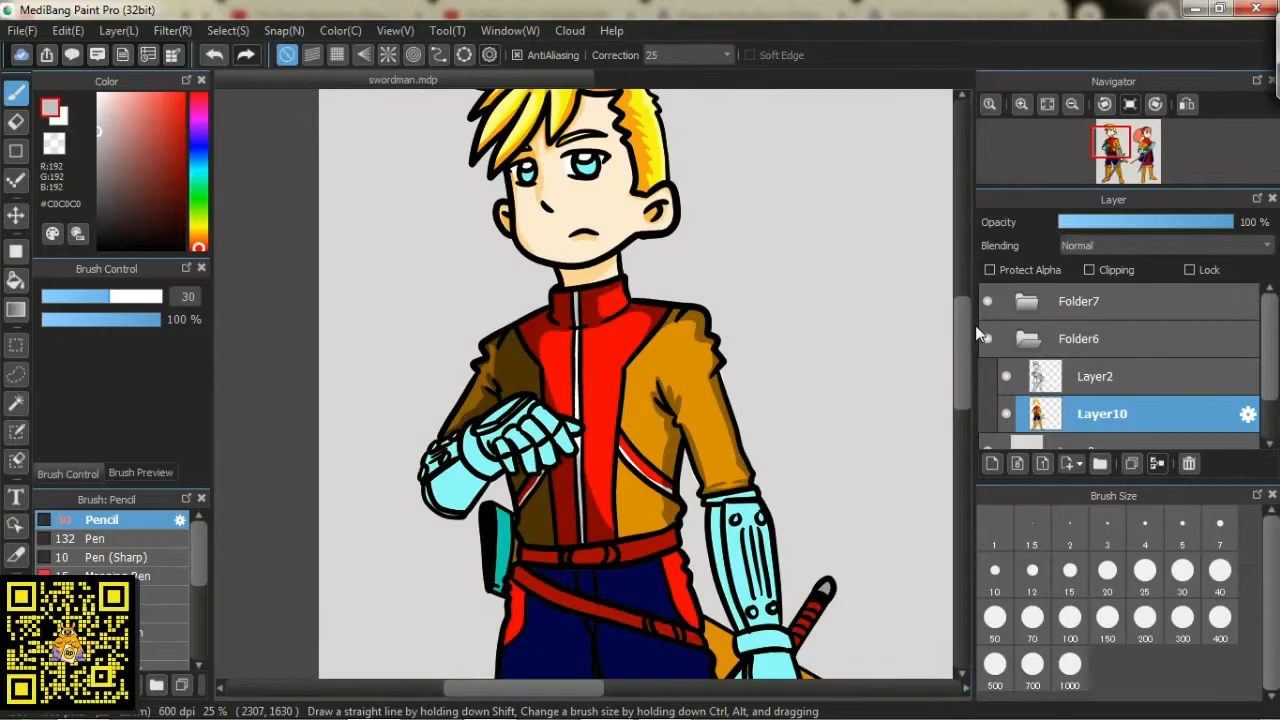 MediBang Paint Pro (32bit)
File(F) Edit(E) Layer(L) Filter(R) Select(S) Snap(N) Color(C) View(V) Tool(T) Window(W) Cloud Help
AntiAliasing Correction 25 Soft Edge
Color
swordman.mdp
Navigator
R:192
G:192
B:192
#C0C0C0
Layer
Opacity 100 %
Blending Normal
Protect Alpha Clipping Lock
Brush Control
30
100 %
Folder7
Folder6
Layer2
Layer10
Brush Control Brush Preview
Brush: Pencil
Pencil
132 Pen
10 Pen (Sharp)
Brush Size
1 1.5 2 3 4 5 7
10 12 15 20 25 30 40
50 70 100 150 200 300 400
500 700 1000
600 dpi 25 % (2307, 1630) Draw a straight line by holding down Shift, Change a brush size by holding down Ctrl, Alt, and dragging